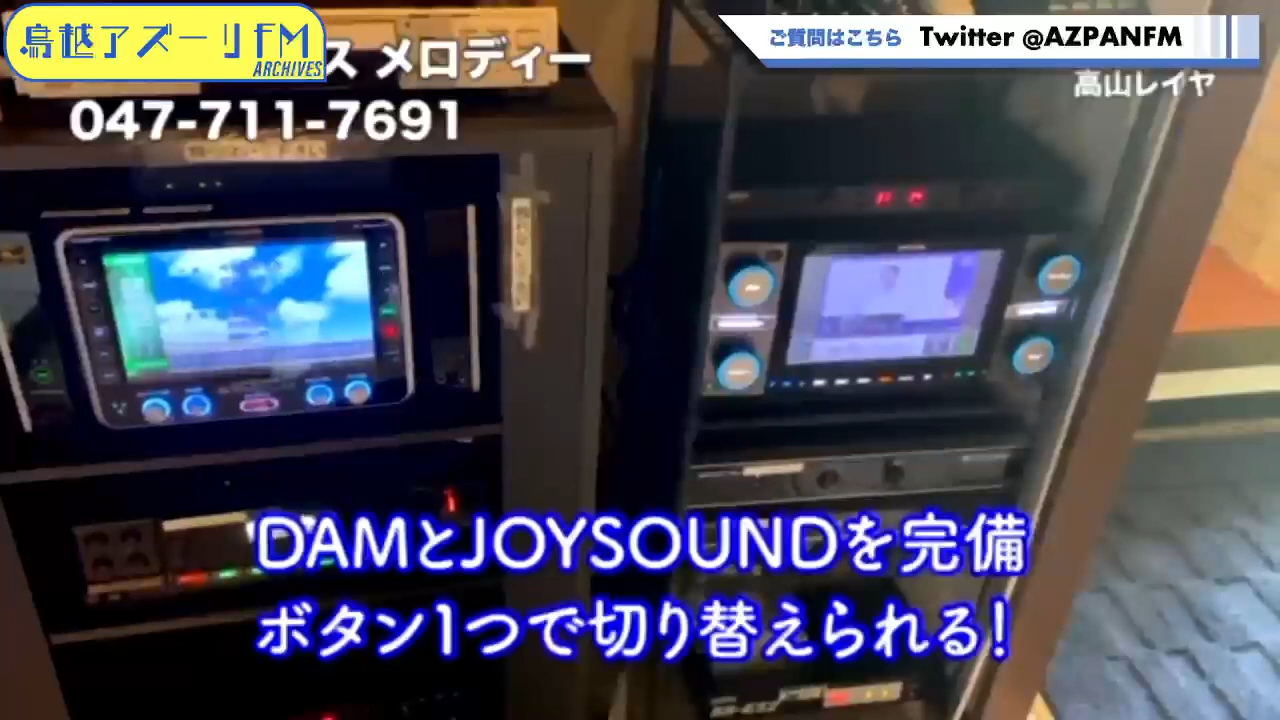 鳥越アズーリFM
ARCHIVES
ス メロディー
047-711-7691
ご質問はこちら Twitter @AZPANFM
高山レイヤ
DAMとJOYSOUNDを完備
ボタン1つで切り替えられる!